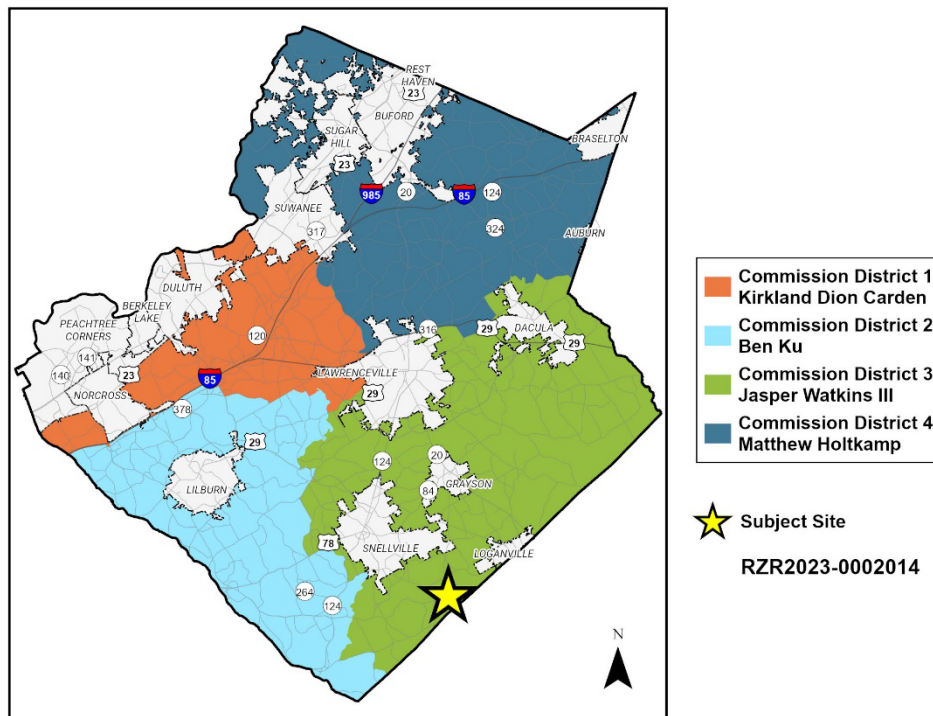 REST
HAVEN
23
BUFORD
SUGAR
HILL
23
BRASELTON
985
20
85
124
SUWANEE
317
324
AUBURN
DULUTH
BERKELEY
LAKE
PEACHTREE
CORNERS
141
140
23
NORCROSS
120
85
316
29
DACULA
29
LAWRENCEVILLE
29
378
29
LILBURN
124
20
GRAYSON
84
78
SNELLVILLE
LOGANVILLE
264
124
N
Commission District 1
Kirkland Dion Carden
Commission District 2
Ben Ku
Commission District 3
Jasper Watkins III
Commission District 4
Matthew Holtkamp
Subject Site
RZR2023-0002014